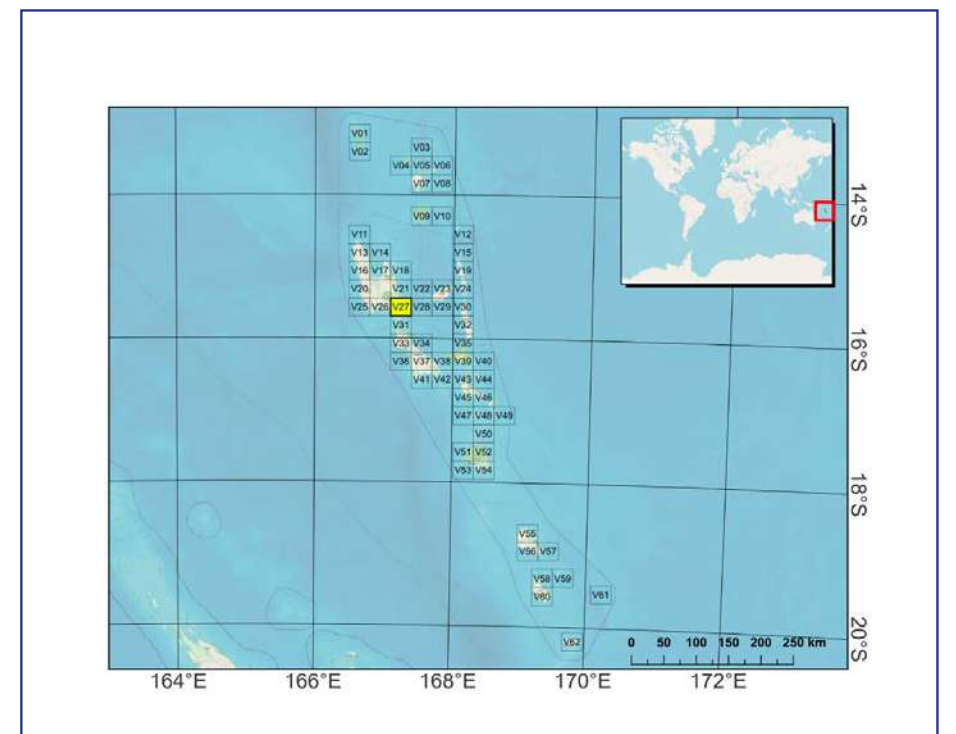 V01
V02 V03
V04 V05 V06
V07 V08
V09 V10
V11 V12
V13 V14 V15
V16 V17 V18 V19
V20 V21 V22 V23 V24
V25 V26 V27 V28 V29 V30
V31 V32
V33 V34 V35
V36 V37 V38 V39 V40
V41 V42 V43 V44
V45 V46
V47 V48 V49
V50
V51 V52
V53 V54
V55
V56 V57
V58 V59
V60 V61
V62
14°S
16°S
18°S
20°S
0 50 100 150 200 250 km
164°E 166°E 168°E 170°E 172°E